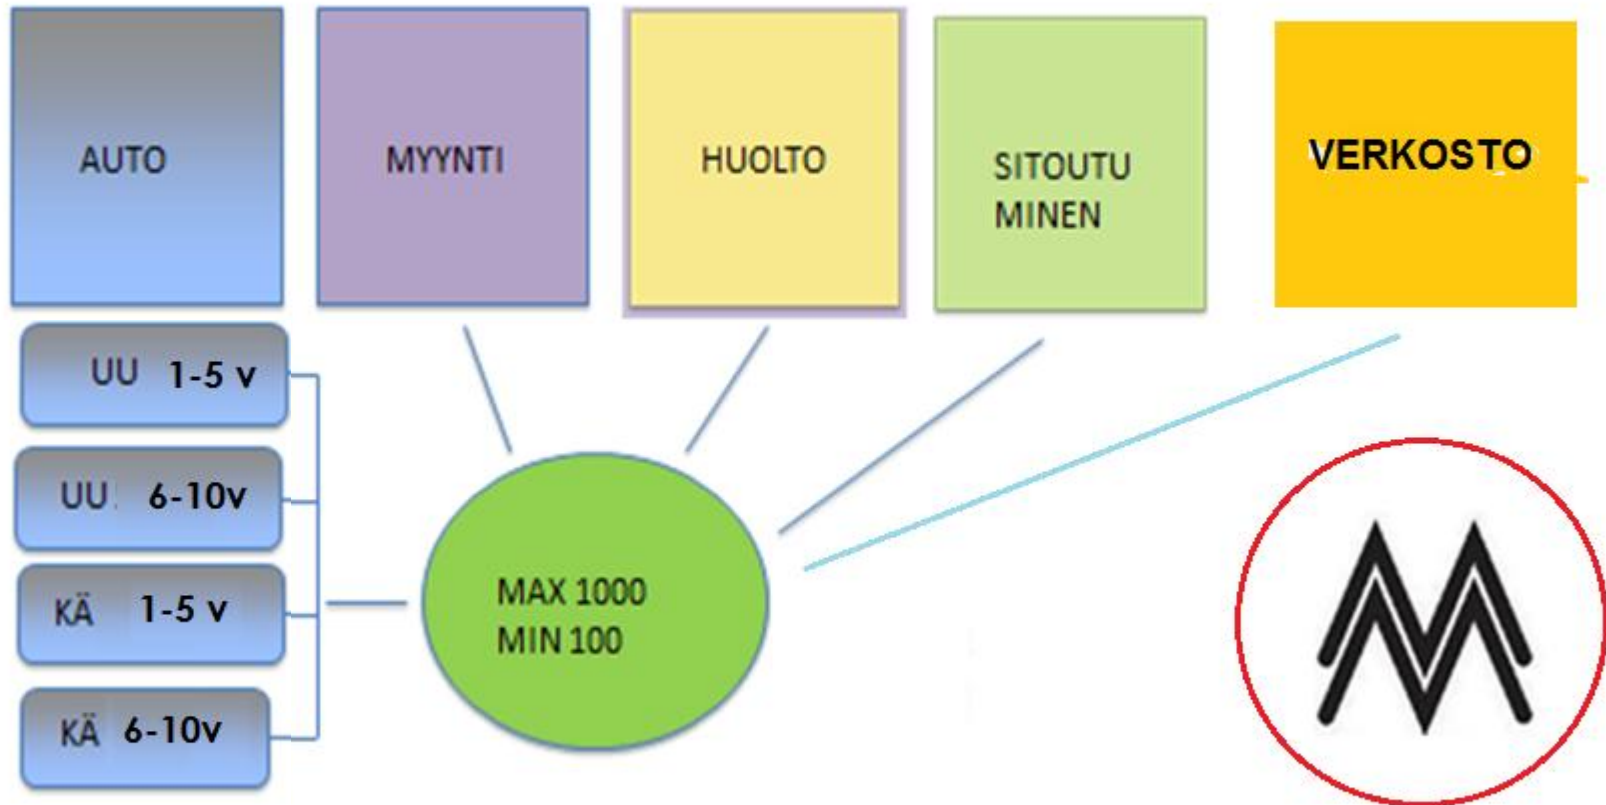 AUTO
MYYNTI
HUOLTO
SITOUTU
MINEN
VERKOSTO
UU 1-5 v
UU 6-10v
KÄ 1-5 v
KÄ 6-10v
MAX 1000
MIN 100